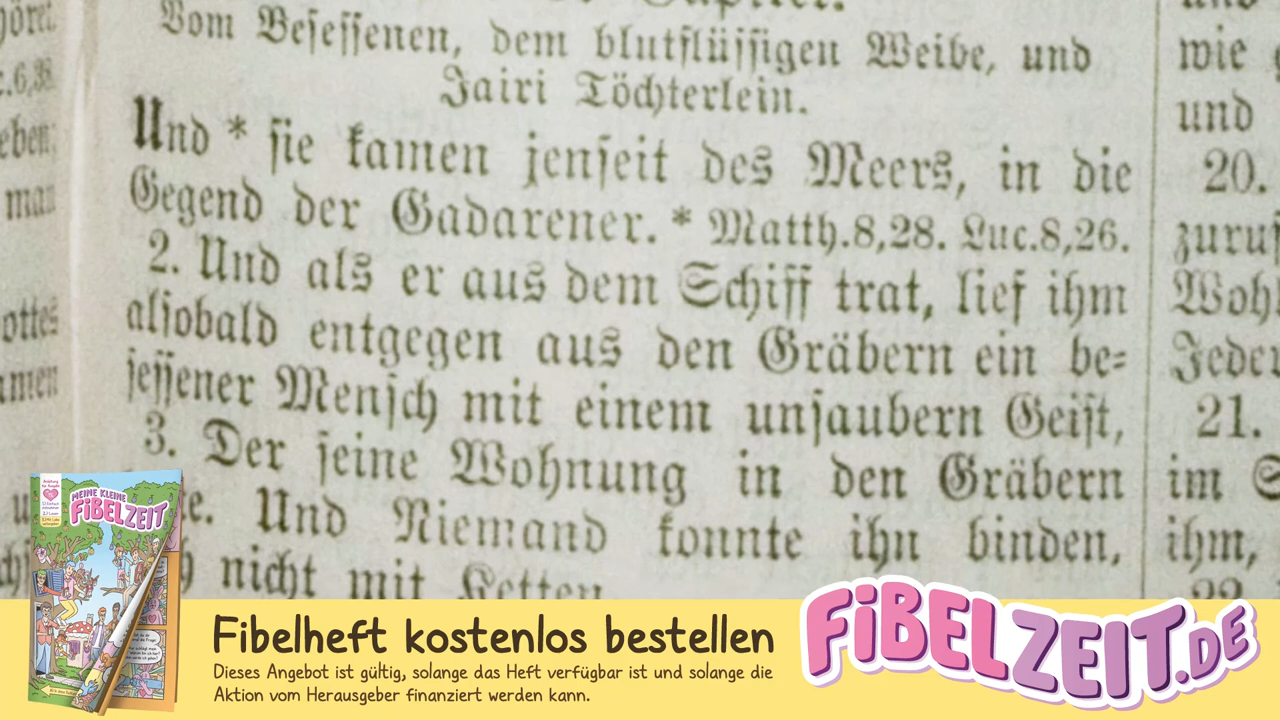 Vom Besessenen, dem blutflüssigen Weibe, und
Jairi Töchterlein.
Und * sie kamen jenseit des Meers, in die
Gegend der Gadarener. * Matth.8,28. Luc.8,26.
2. Und als er aus dem Schiff trat, lief ihm
alsobald entgegen aus den Gräbern ein be=
sessener Mensch mit einem unsaubern Geist,
3. Der seine Wohnung in den Gräbern
Und Niemand konnte ihn binden,
nicht mit Ketten
wie
und
20.
21.
im
ihm,
MEINE KLEINE
FIBELZEIT
Fibelheft kostenlos bestellen
Dieses Angebot ist gültig, solange das Heft verfügbar ist und solange die
Aktion vom Herausgeber finanziert werden kann.
FIBELZEIT.DE